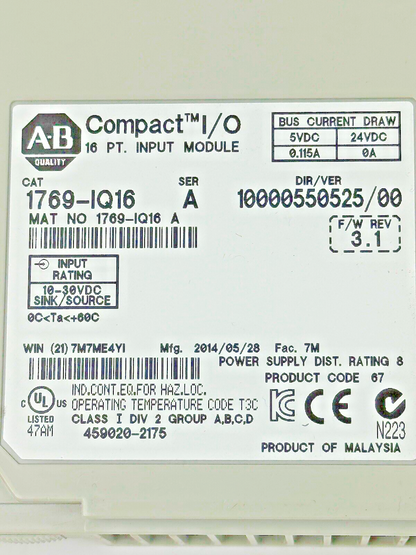 A-B
QUALITY
Compact™ I/O
16 PT. INPUT MODULE
BUS CURRENT DRAW
5VDC 24VDC
0.115A 0A
CAT SER DIR/VER
1769-IQ16 A 10000550525/00
MAT NO 1769-IQ16 A
F/W REV
3.1
INPUT
RATING
10-30VDC
SINK/SOURCE
0C<Ta<+60C
WIN (21) 7M7ME4YI Mfg. 2014/05/28 Fac. 7M
POWER SUPPLY DIST. RATING 8
PRODUCT CODE 67
C UL US
LISTED
47AM
IND.CONT.EQ.FOR HAZ.LOC.
OPERATING TEMPERATURE CODE T3C
CLASS I DIV 2 GROUP A,B,C,D
459020-2175
CE
N223
PRODUCT OF MALAYSIA